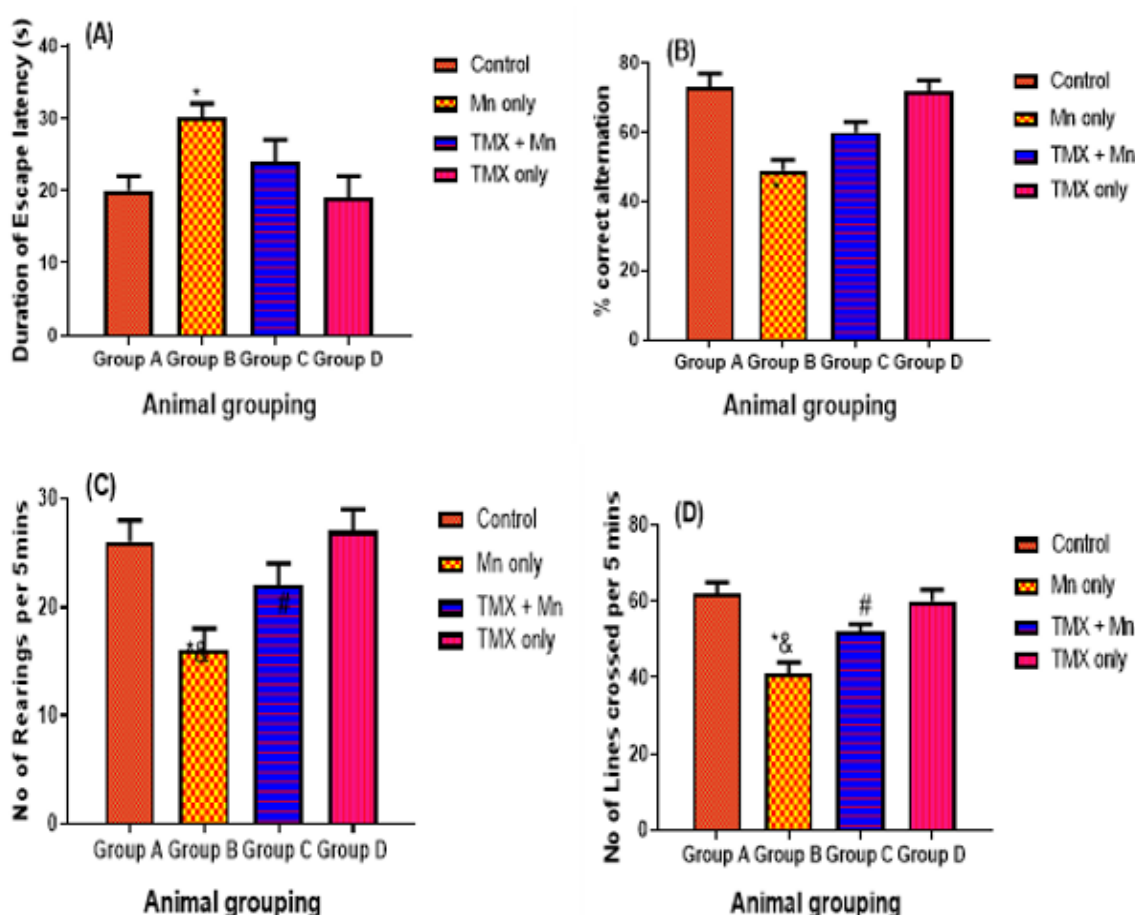 (A)
Duration of Escape latency (s)
40
30
20
10
0
*
Group A Group B Group C Group D
Animal grouping
Control
Mn only
TMX + Mn
TMX only
(B)
% correct alternation
80
60
40
20
0
*
Group A Group B Group C Group D
Animal grouping
Control
Mn only
TMX + Mn
TMX only
(C)
No of Rearings per 5mins
30
20
10
0
*&
#
Group A Group B Group C Group D
Animal grouping
Control
Mn only
TMX + Mn
TMX only
(D)
No of Lines crossed per 5 mins
80
60
40
20
0
*&
#
Group A Group B Group C Group D
Animal grouping
Control
Mn only
TMX + Mn
TMX only